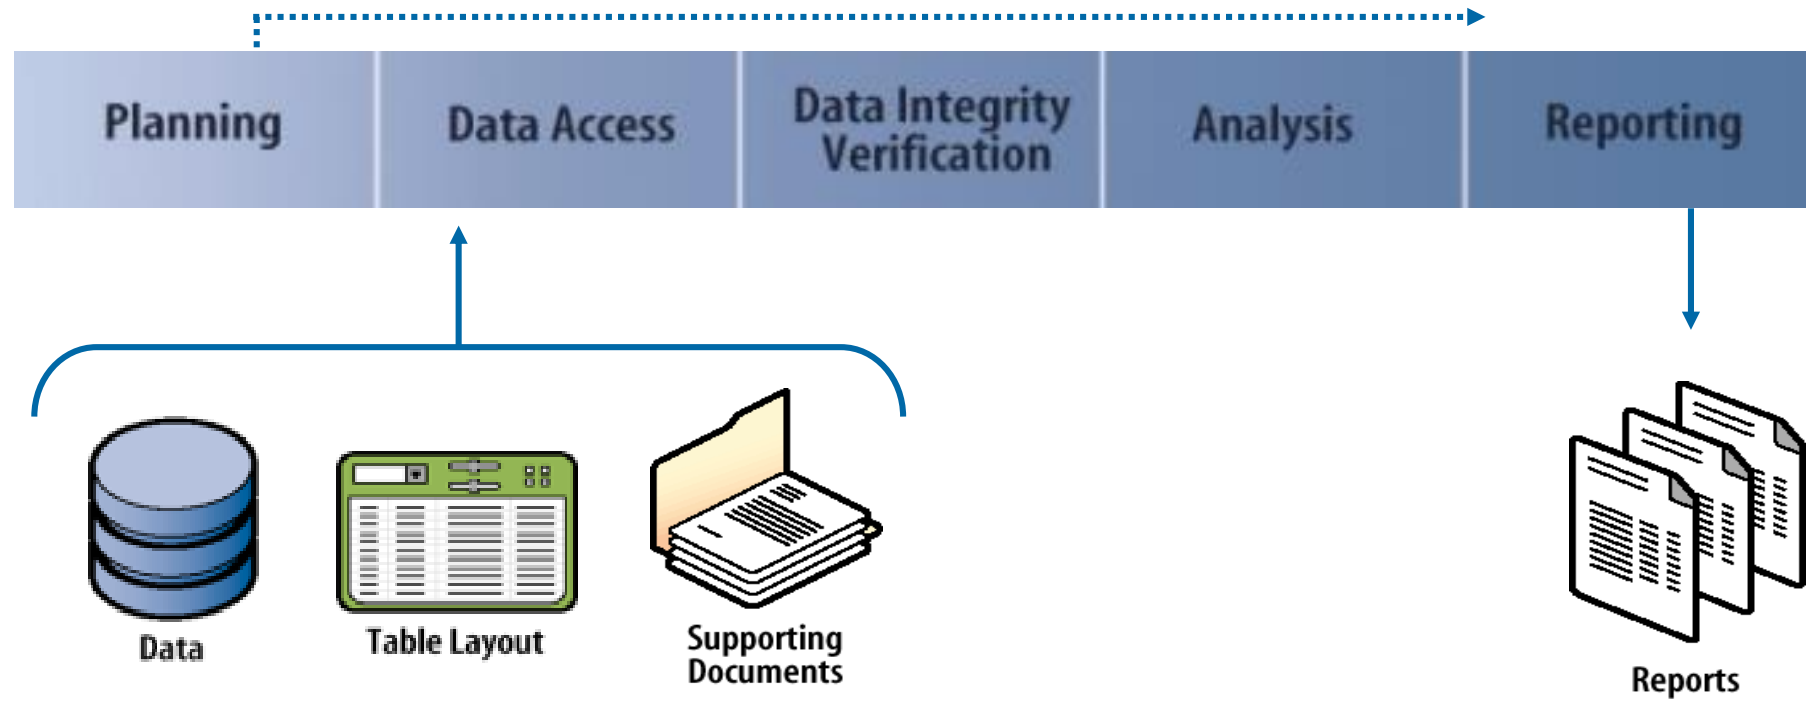 Planning
Data Access
Data Integrity
Verification
Analysis
Reporting
Data
Table Layout
Supporting
Documents
Reports